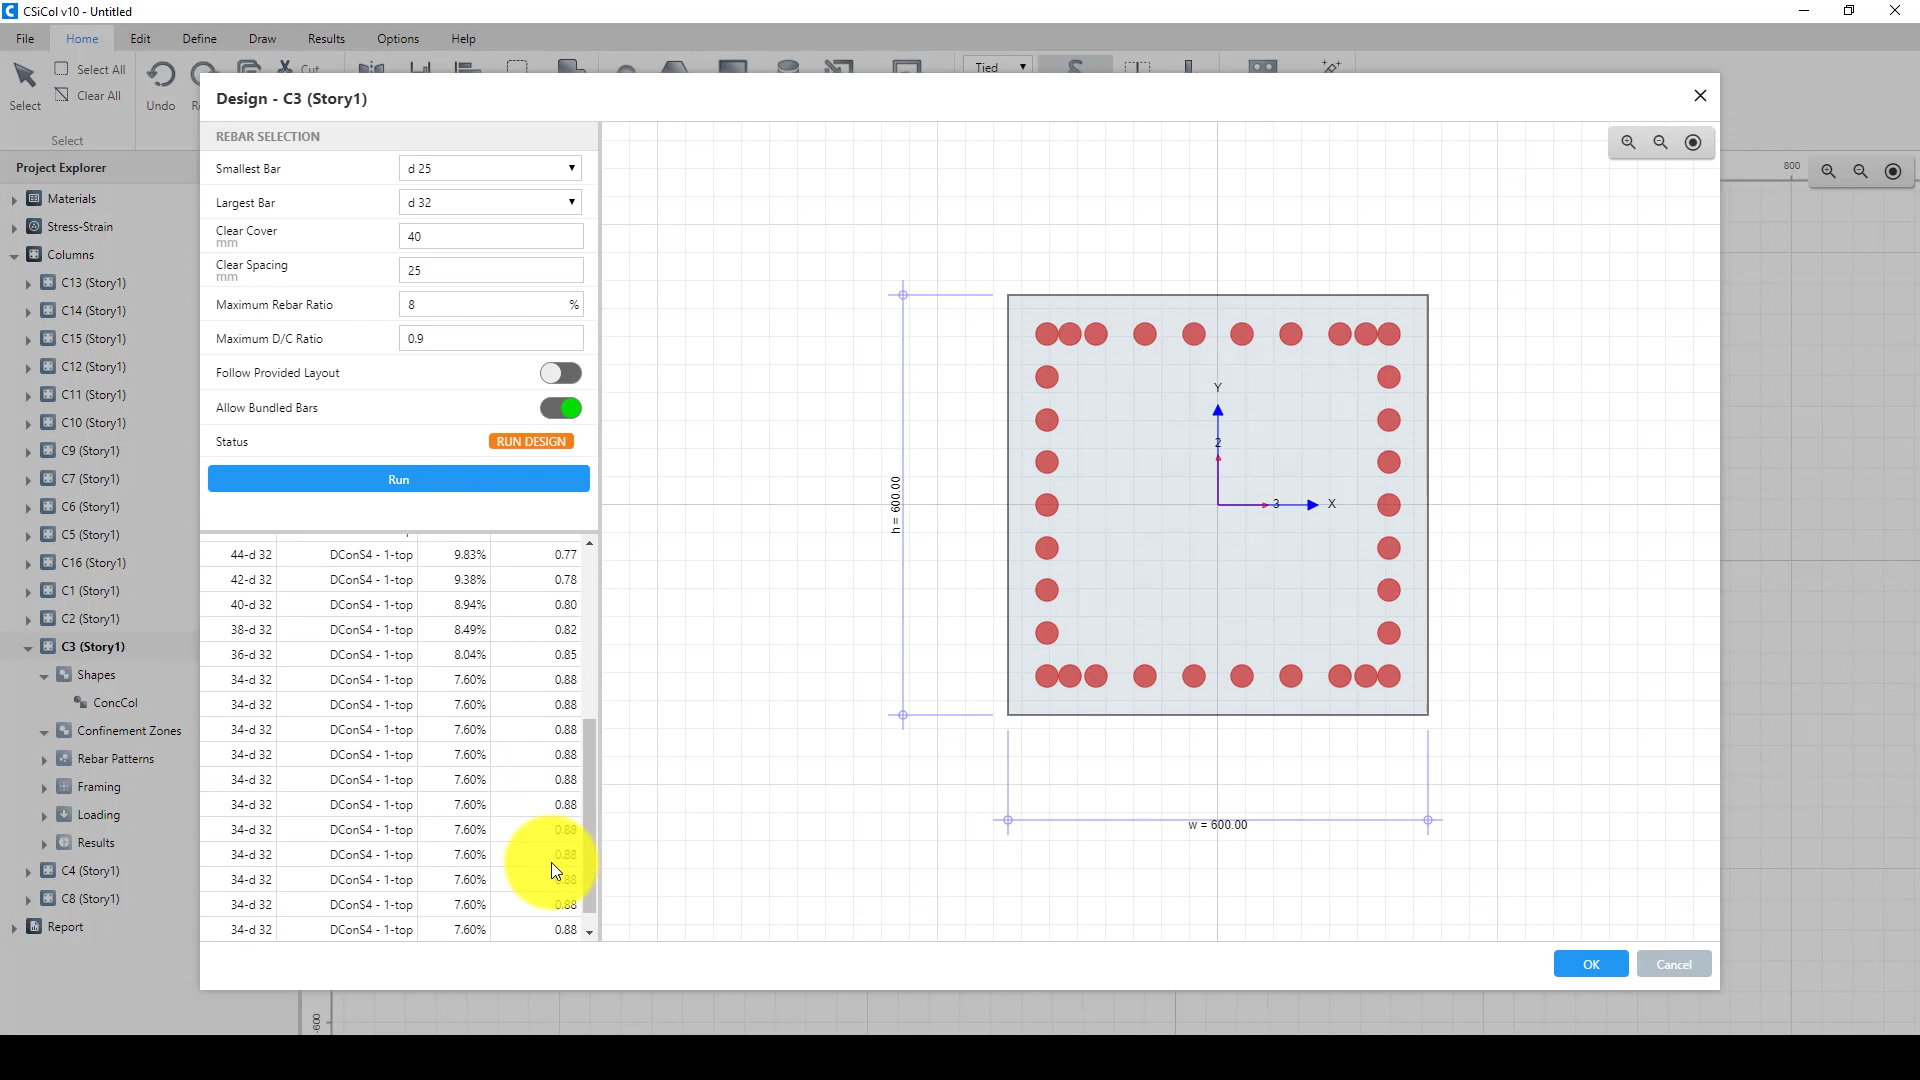 CSiCol v10 - Untitled
File Home Edit Define Draw Results Options Help
Select All
Clear All
Select
Undo
Cut
Tied
Select
Project Explorer
Materials
Stress-Strain
Columns
C13 (Story1)
C14 (Story1)
C15 (Story1)
C12 (Story1)
C11 (Story1)
C10 (Story1)
C9 (Story1)
C7 (Story1)
C6 (Story1)
C5 (Story1)
C16 (Story1)
C1 (Story1)
C2 (Story1)
C3 (Story1)
Shapes
ConcCol
Confinement Zones
Rebar Patterns
Framing
Loading
Results
C4 (Story1)
C8 (Story1)
Report
Design - C3 (Story1)
REBAR SELECTION
Smallest Bar d 25
Largest Bar d 32
Clear Cover
mm
40
Clear Spacing
mm
25
Maximum Rebar Ratio 8 %
Maximum D/C Ratio 0.9
Follow Provided Layout
Allow Bundled Bars
Status RUN DESIGN
Run
44-d 32 DConS4 - 1-top 9.83% 0.77
42-d 32 DConS4 - 1-top 9.38% 0.78
40-d 32 DConS4 - 1-top 8.94% 0.80
38-d 32 DConS4 - 1-top 8.49% 0.82
36-d 32 DConS4 - 1-top 8.04% 0.85
34-d 32 DConS4 - 1-top 7.60% 0.88
34-d 32 DConS4 - 1-top 7.60% 0.88
34-d 32 DConS4 - 1-top 7.60% 0.88
34-d 32 DConS4 - 1-top 7.60% 0.88
34-d 32 DConS4 - 1-top 7.60% 0.88
34-d 32 DConS4 - 1-top 7.60% 0.88
34-d 32 DConS4 - 1-top 7.60% 0.88
34-d 32 DConS4 - 1-top 7.60% 0.88
34-d 32 DConS4 - 1-top 7.60% 0.88
34-d 32 DConS4 - 1-top 7.60% 0.88
34-d 32 DConS4 - 1-top 7.60% 0.88
h = 600.00
Y
2
3
X
w = 600.00
OK
Cancel
800
-600